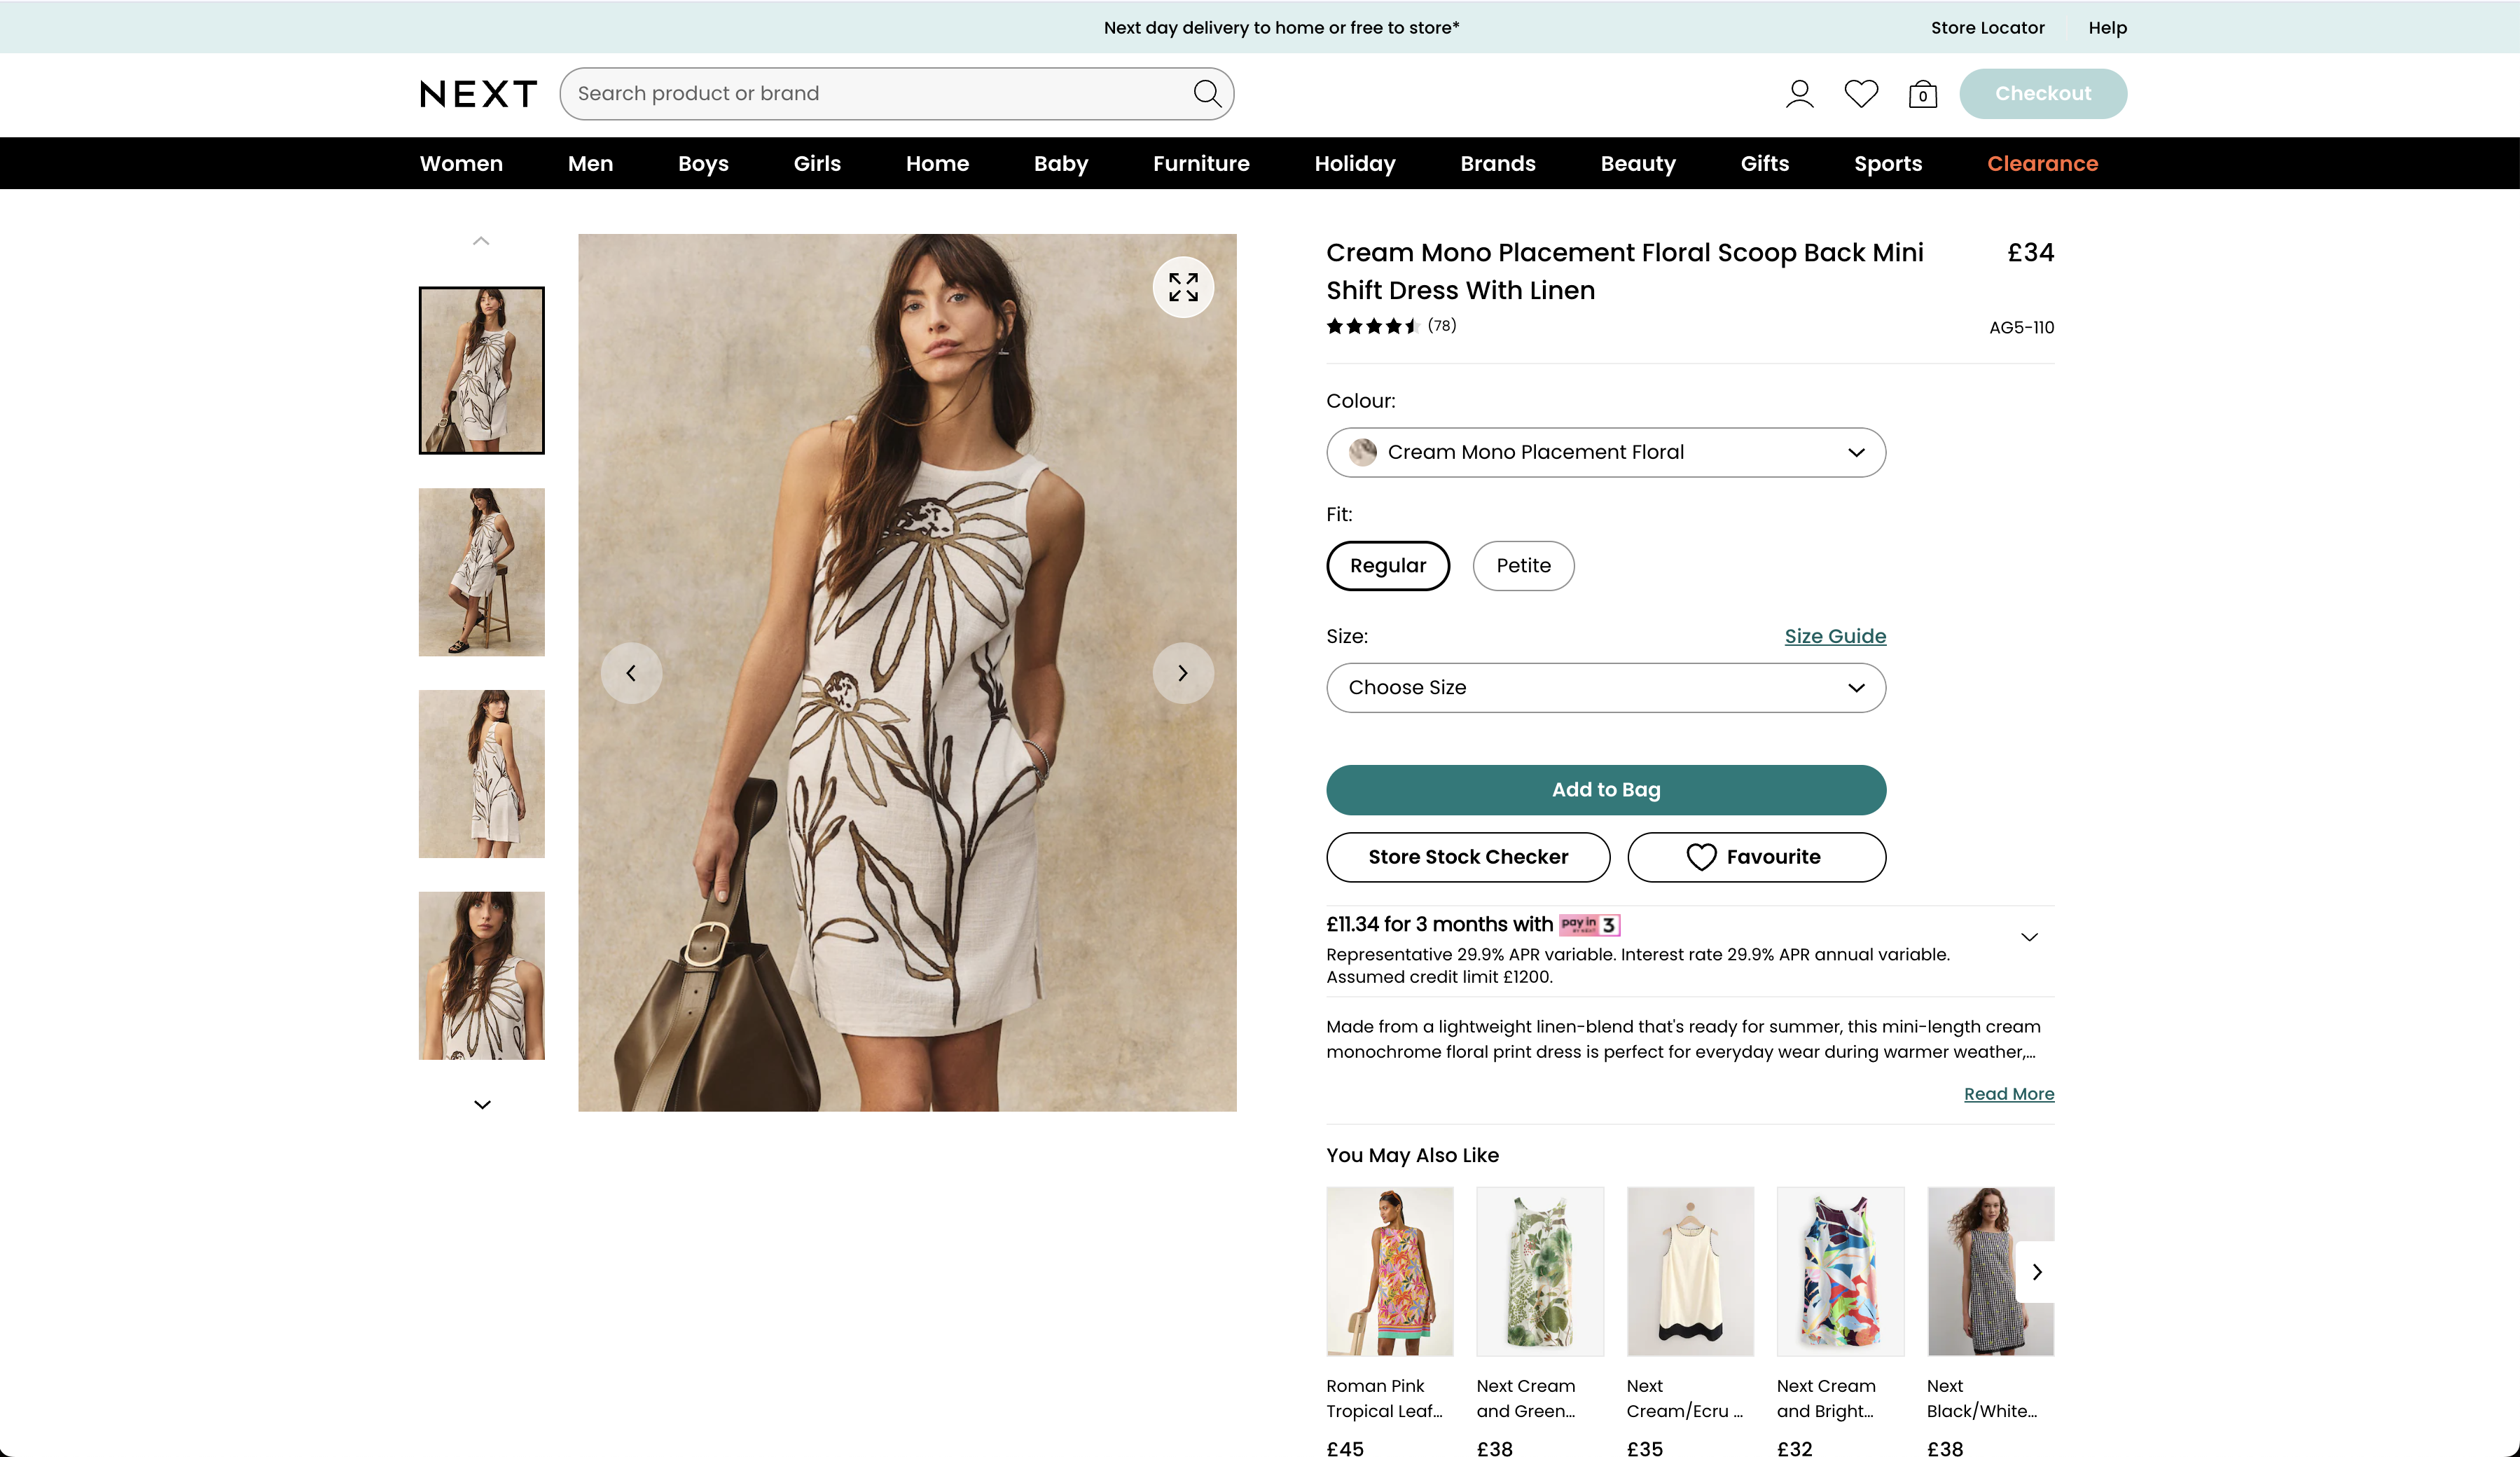 Next day delivery to home or free to store*
Store Locator
Help
NEXT
Search product or brand
0
Checkout
Women
Men
Boys
Girls
Home
Baby
Furniture
Holiday
Brands
Beauty
Gifts
Sports
Clearance
Cream Mono Placement Floral Scoop Back Mini
Shift Dress With Linen
£34
(78)
AG5-110
Colour:
Cream Mono Placement Floral
Fit:
Regular
Petite
Size:
Size Guide
Choose Size
Add to Bag
Store Stock Checker
Favourite
£11.34 for 3 months with pay in 3 BY NEXT
Representative 29.9% APR variable. Interest rate 29.9% APR annual variable.
Assumed credit limit £1200.
Made from a lightweight linen-blend that's ready for summer, this mini-length cream
monochrome floral print dress is perfect for everyday wear during warmer weather,...
Read More
You May Also Like
Roman Pink
Tropical Leaf...
£45
Next Cream
and Green...
£38
Next
Cream/Ecru ...
£35
Next Cream
and Bright...
£32
Next
Black/White...
£38